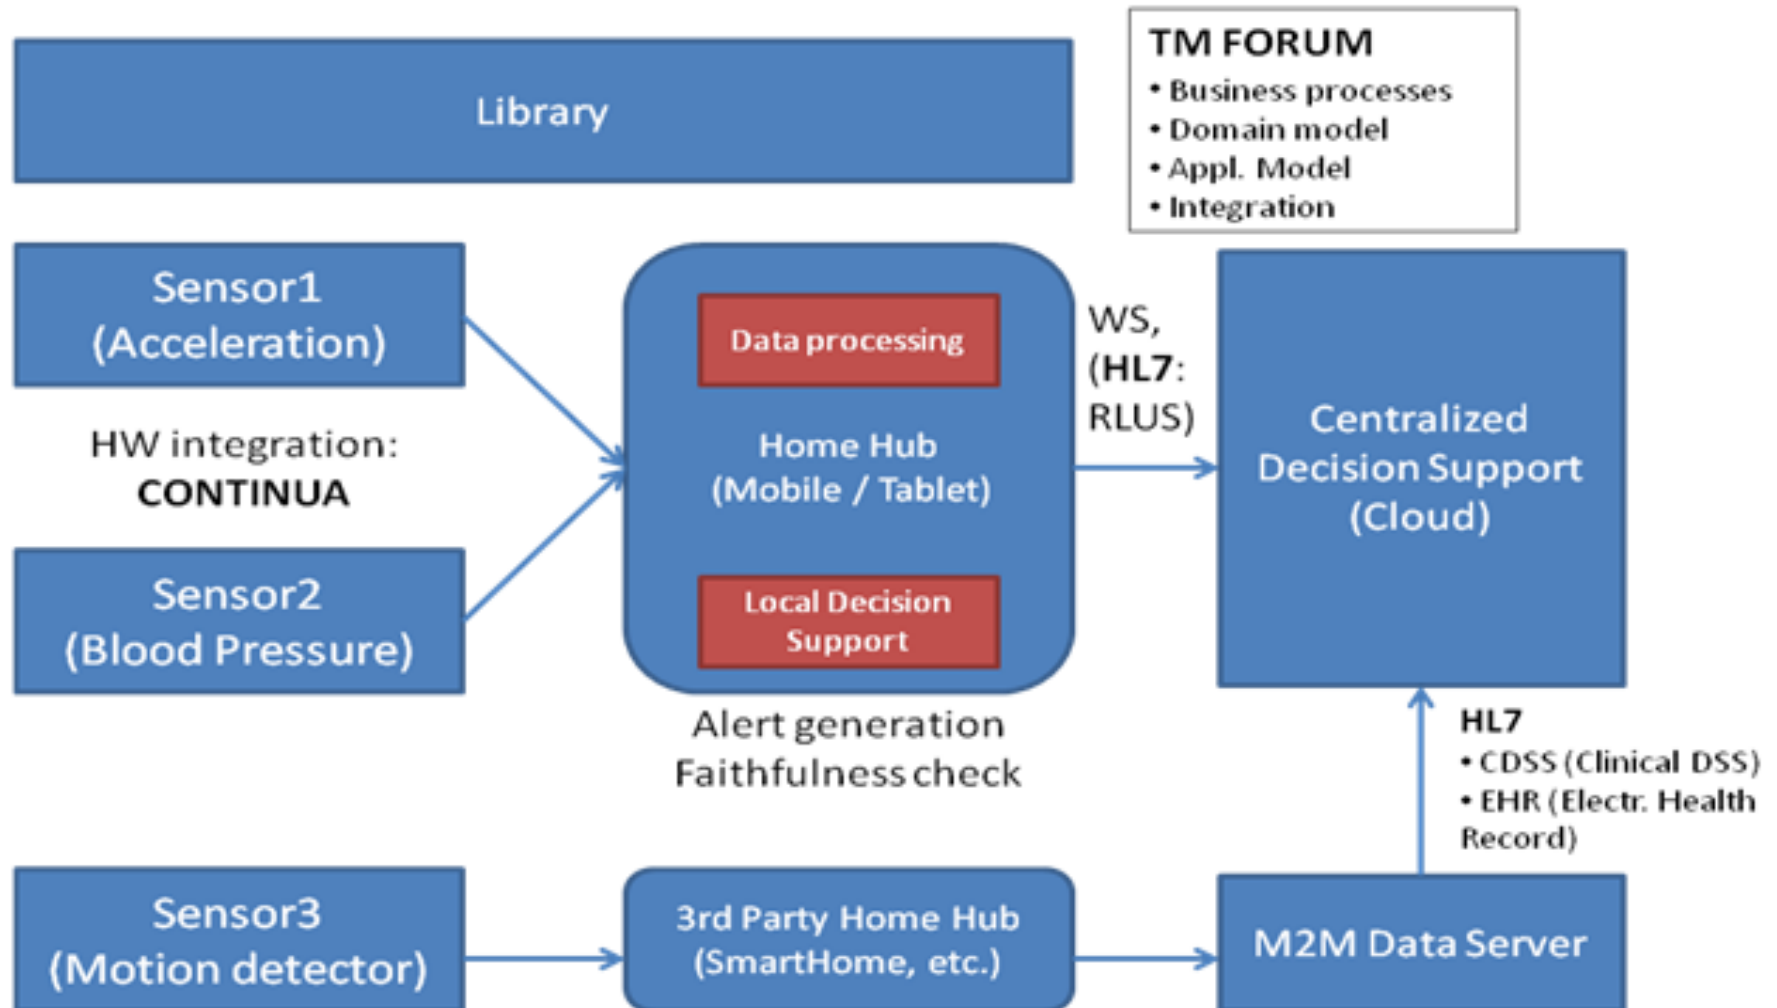 Library
TM FORUM
• Business processes
• Domain model
• Appl. Model
• Integration
Sensor1
(Acceleration)
HW integration:
CONTINUA
Sensor2
(Blood Pressure)
Data processing
Home Hub
(Mobile / Tablet)
Local Decision
Support
Alert generation
Faithfulness check
WS,
(HL7:
RLUS)
Centralized
Decision Support
(Cloud)
HL7
• CDSS (Clinical DSS)
• EHR (Electr. Health
Record)
Sensor3
(Motion detector)
3rd Party Home Hub
(SmartHome, etc.)
M2M Data Server